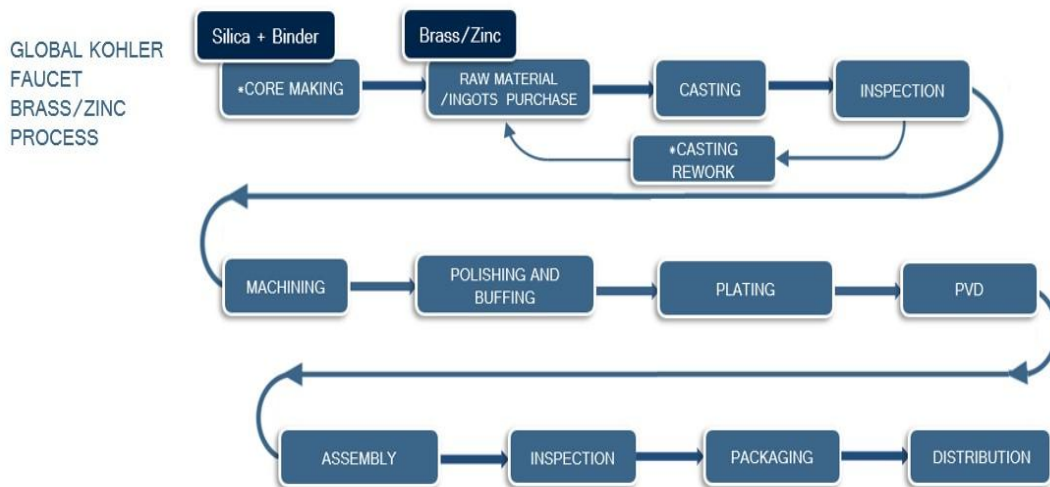 GLOBAL KOHLER
FAUCET
BRASS/ZINC
PROCESS
Silica + Binder
*CORE MAKING
Brass/Zinc
RAW MATERIAL
/INGOTS PURCHASE
CASTING
INSPECTION
*CASTING
REWORK
MACHINING
POLISHING AND
BUFFING
PLATING
PVD
ASSEMBLY
INSPECTION
PACKAGING
DISTRIBUTION